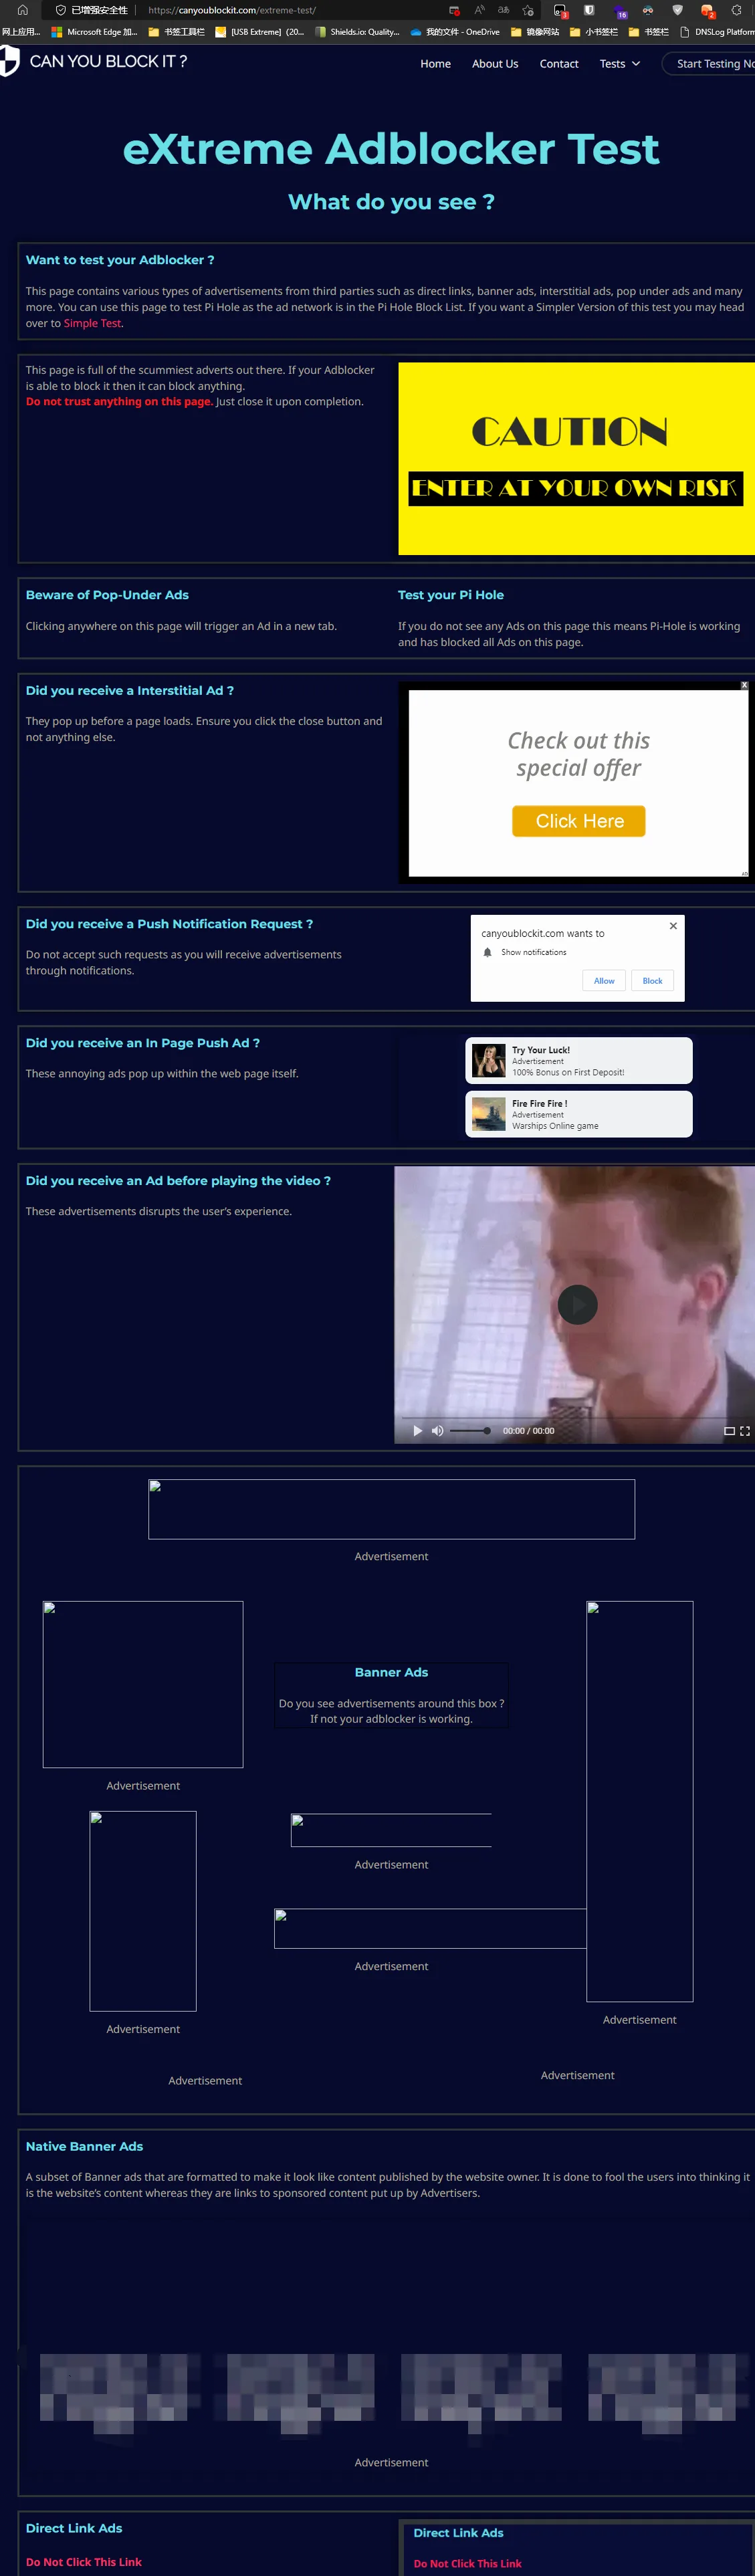 已增强安全性 https://canyoublockit.com/extreme-test/
3 16 2
网上应用... Microsoft Edge 加... 书签工具栏 [USB Extreme]（20... Shields.io: Quality... 我的文件 - OneDrive 镜像网站 小书签栏 书签栏 DNSLog Platform
CAN YOU BLOCK IT ?
Home About Us Contact Tests Start Testing No
eXtreme Adblocker Test
What do you see ?
Want to test your Adblocker ?
This page contains various types of advertisements from third parties such as direct links, banner ads, interstitial ads, pop under ads and many
more. You can use this page to test Pi Hole as the ad network is in the Pi Hole Block List. If you want a Simpler Version of this test you may head
over to Simple Test.
This page is full of the scummiest adverts out there. If your Adblocker
is able to block it then it can block anything.
Do not trust anything on this page. Just close it upon completion.
CAUTION
ENTER AT YOUR OWN RISK
Beware of Pop-Under Ads
Clicking anywhere on this page will trigger an Ad in a new tab.
Test your Pi Hole
If you do not see any Ads on this page this means Pi-Hole is working
and has blocked all Ads on this page.
Did you receive a Interstitial Ad ?
They pop up before a page loads. Ensure you click the close button and
not anything else.
X
Check out this
special offer
Click Here
Did you receive a Push Notification Request ?
Do not accept such requests as you will receive advertisements
through notifications.
canyoublockit.com wants to
Show notifications
Allow Block
Did you receive an In Page Push Ad ?
These annoying ads pop up within the web page itself.
Try Your Luck!
Advertisement
100% Bonus on First Deposit!
Fire Fire Fire !
Advertisement
Warships Online game
Did you receive an Ad before playing the video ?
These advertisements disrupts the user's experience.
00:00 / 00:00
Advertisement
Banner Ads
Do you see advertisements around this box ?
If not your adblocker is working.
Advertisement
Advertisement
Advertisement
Advertisement
Advertisement
Advertisement
Advertisement
Native Banner Ads
A subset of Banner ads that are formatted to make it look like content published by the website owner. It is done to fool the users into thinking it
is the website's content whereas they are links to sponsored content put up by Advertisers.
Advertisement
Direct Link Ads
Do Not Click This Link
Direct Link Ads
Do Not Click This Link